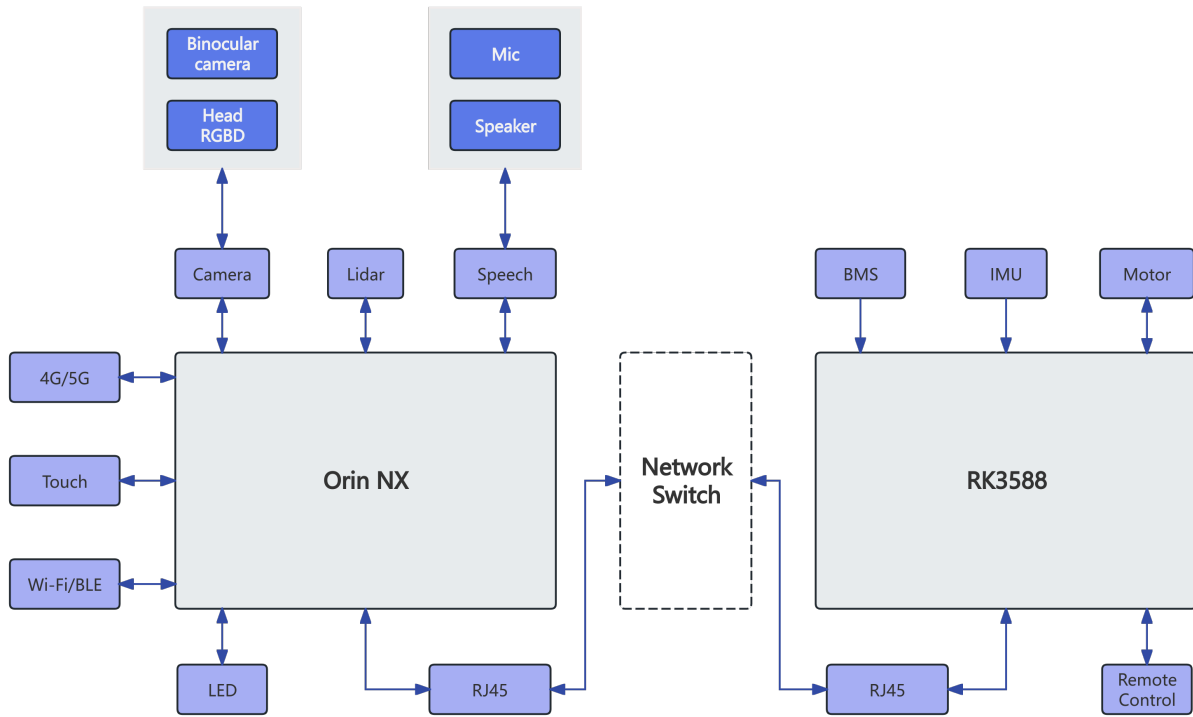 Binocular
camera
Head
RGBD
Mic
Speaker
Camera
Lidar
Speech
BMS
IMU
Motor
4G/5G
Touch
Wi-Fi/BLE
Orin NX
Network
Switch
RK3588
LED
RJ45
RJ45
Remote
Control